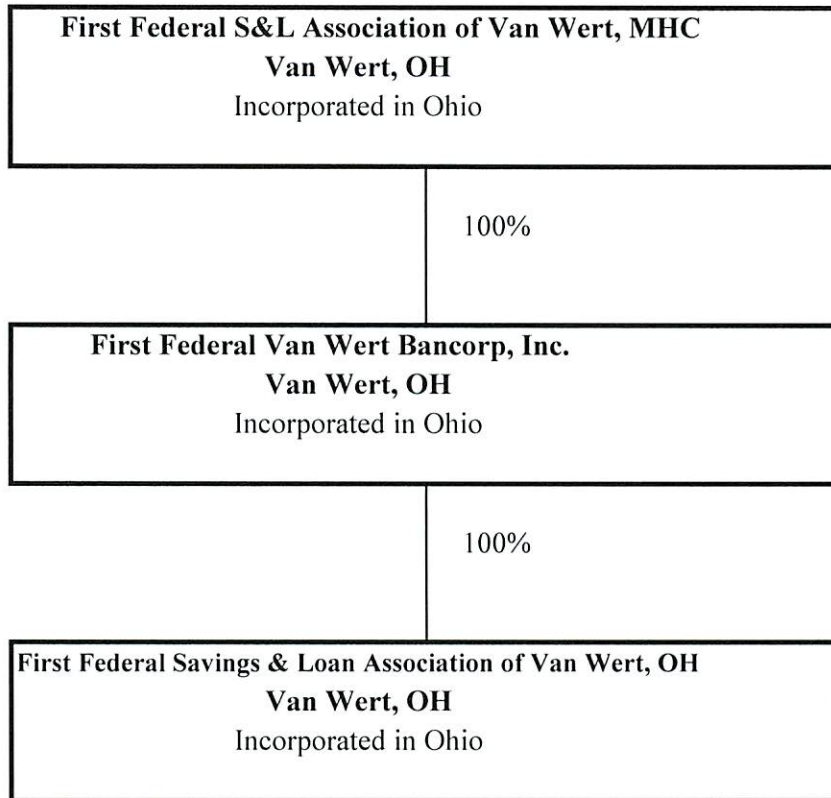 First Federal S&L Association of Van Wert, MHC
Van Wert, OH
Incorporated in Ohio
100%
First Federal Van Wert Bancorp, Inc.
Van Wert, OH
Incorporated in Ohio
100%
First Federal Savings & Loan Association of Van Wert, OH
Van Wert, OH
Incorporated in Ohio